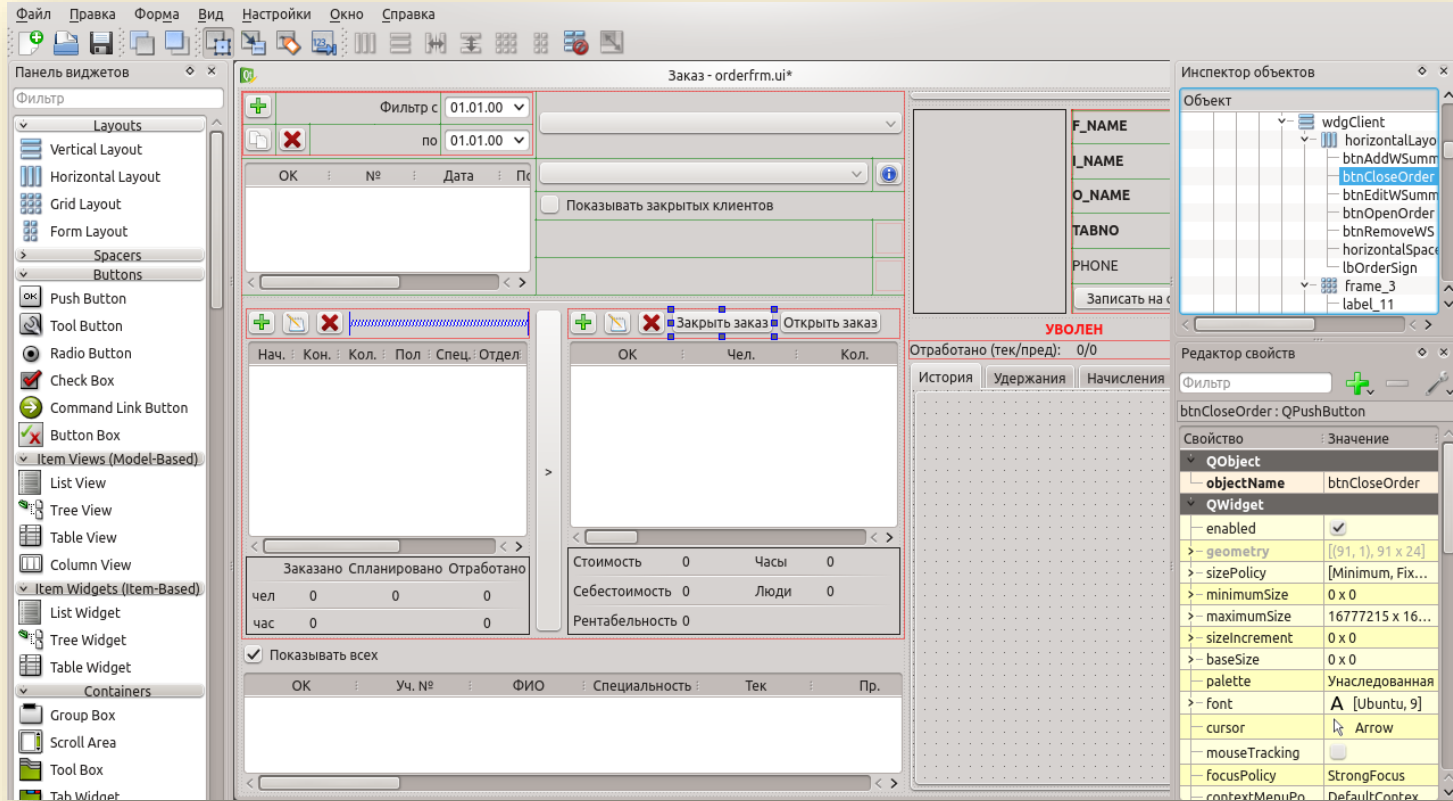 Файл Правка Форма Вид Настройки Окно Справка
Панель виджетов
Фильтр
Layouts
Vertical Layout
Horizontal Layout
Grid Layout
Form Layout
Spacers
Buttons
OK Push Button
Tool Button
Radio Button
Check Box
Command Link Button
Button Box
Item Views (Model-Based)
List View
Tree View
Table View
Column View
Item Widgets (Item-Based)
List Widget
Tree Widget
Table Widget
Containers
Group Box
Scroll Area
Tool Box
Tab Widget
Заказ - orderfrm.ui*
Фильтр с 01.01.00
по 01.01.00
ОК № Дата По
Показывать закрытых клиентов
Закрыть заказ Открыть заказ
Нач. Кон. Кол. Пол Спец. Отдел
>
ОК Чел. Кол.
Заказано Спланировано Отработано
чел 0 0 0
час 0 0
Стоимость 0 Часы 0
Себестоимость 0 Люди 0
Рентабельность 0
Показывать всех
ОК Уч. № ФИО Специальность Тек Пр.
F_NAME
I_NAME
O_NAME
TABNO
PHONE
Записать на с
УВОЛЕН
Отработано (тек/пред): 0/0
История Удержания Начисления
Инспектор объектов
Объект
wdgClient
horizontalLayo
btnAddWSumm
btnCloseOrder
btnEditWSumm
btnOpenOrder
btnRemoveWS
horizontalSpace
lbOrderSign
frame_3
label_11
Редактор свойств
Фильтр
btnCloseOrder : QPushButton
Свойство Значение
QObject
objectName btnCloseOrder
QWidget
enabled
geometry [(91, 1), 91 x 24]
sizePolicy [Minimum, Fix...
minimumSize 0 x 0
maximumSize 16777215 x 16...
sizeIncrement 0 x 0
baseSize 0 x 0
palette Унаследованная
font A [Ubuntu, 9]
cursor Arrow
mouseTracking
focusPolicy StrongFocus
contextMenuPo DefaultContex